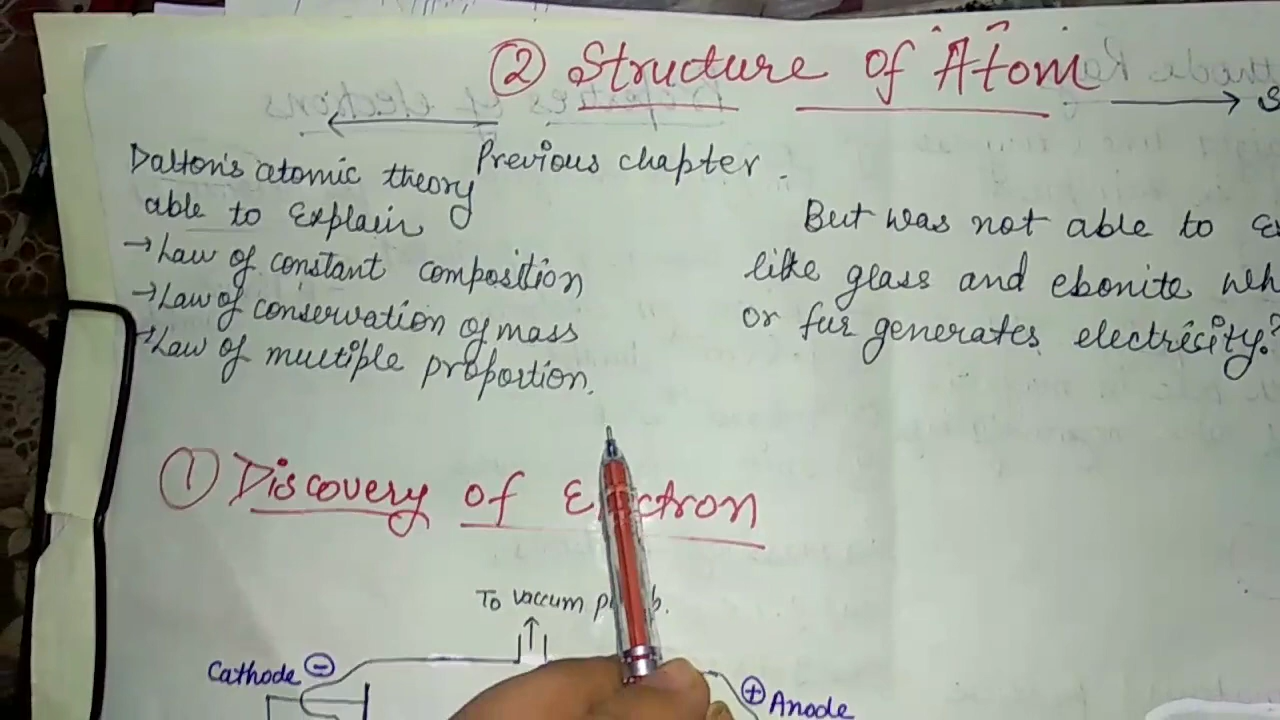 ② Structure of Atom
Previous chapter.
Dalton's atomic theory
able to Explain
→ Law of constant composition
→ Law of conservation of mass
→ Law of multiple proportion.
But was not able to
like glass and ebonite
or fur generates electricity?
① Discovery of Electron
To vaccum
Cathode ⊖
⊕ Anode